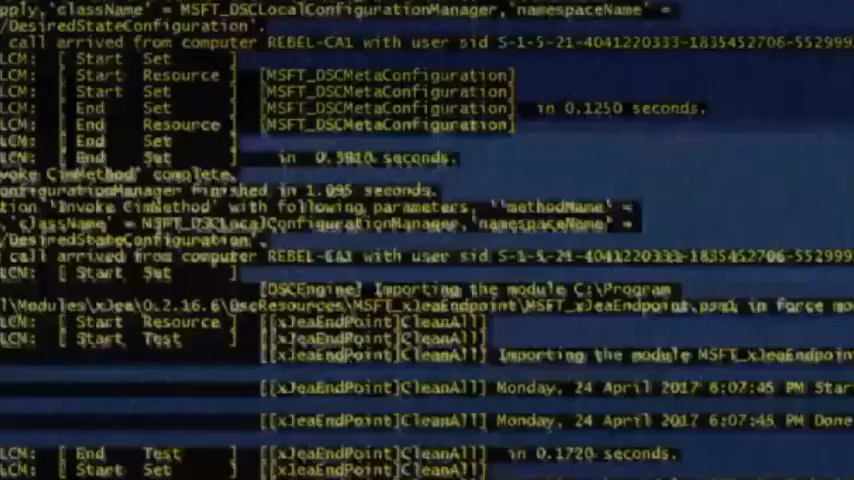 pply,'className' = MSFT_DSCLocalConfigurationManager,'namespaceName' =
/DesiredStateConfiguration'.
call arrived from computer REBEL-CA1 with user sid S-1-5-21-4041220333-1835452706-552999
LCM: [ Start Set ]
LCM: [ Start Resource ] [MSFT_DSCMetaConfiguration]
LCM: [ Start Set ] [MSFT_DSCMetaConfiguration]
LCM: [ End Set ] [MSFT_DSCMetaConfiguration] in 0.1250 seconds.
LCM: [ End Resource ] [MSFT_DSCMetaConfiguration]
LCM: [ End Set ]
LCM: [ End Set ] in seconds.
voke CimMethod' complete.
onfigurationManager finished in 1.095 seconds.
tion 'Invoke CimMethod' with following parameters, ''methodName' =
,'className' = MSFT_DSCLocalConfigurationManager,'namespaceName' =
/DesiredStateConfiguration'.
call arrived from computer REBEL-CA1 with user sid S-1-5-21-4041220333-1835452706-552999
LCM: [ Start Set ]
[DSCEngine] Importing the module C:\Program
l\Modules\xJea\0.2.16.6\DscResources\MSFT_xJeaEndpoint\MSFT_xJeaEndpoint.psm1 in force mo
LCM: [ Start Resource ] [[xJeaEndPoint]CleanAll]
LCM: [ Start Test ] [[xJeaEndPoint]CleanAll]
[[xJeaEndPoint]CleanAll] Importing the module MSFT_xJeaEndpoin
[[xJeaEndPoint]CleanAll] Monday, 24 April 2017 6:07:45 PM Star
[[xJeaEndPoint]CleanAll] Monday, 24 April 2017 6:07:45 PM Done
LCM: [ End Test ] [[xJeaEndPoint]CleanAll] in 0.1720 seconds.
LCM: [ Start Set ] [[xJeaEndPoint]CleanAll]